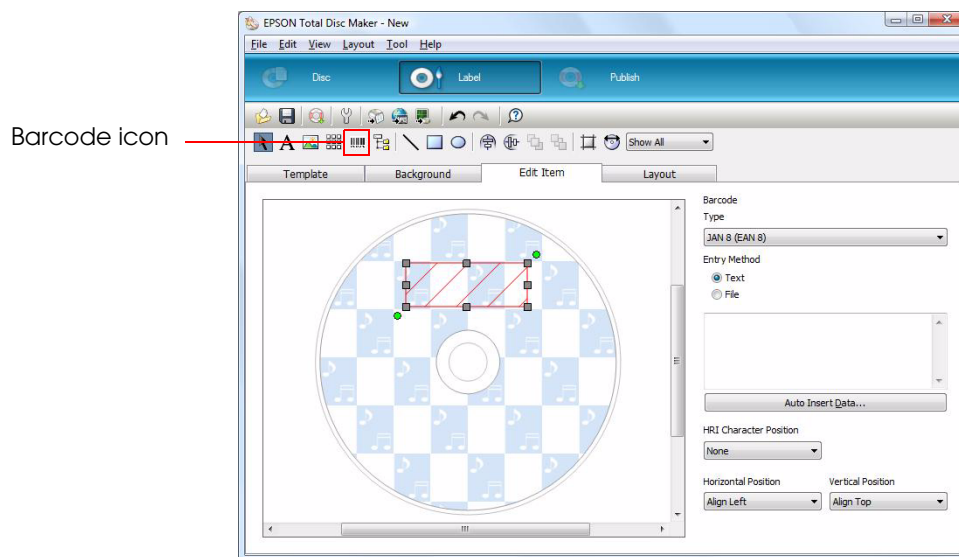 EPSON Total Disc Maker - New
File Edit View Layout Tool Help
Disc Label Publish
Barcode icon
A Show All
Template Background Edit Item Layout
Barcode
Type
JAN 8 (EAN 8)
Entry Method
Text
File
Auto Insert Data...
HRI Character Position
None
Horizontal Position Vertical Position
Align Left Align Top